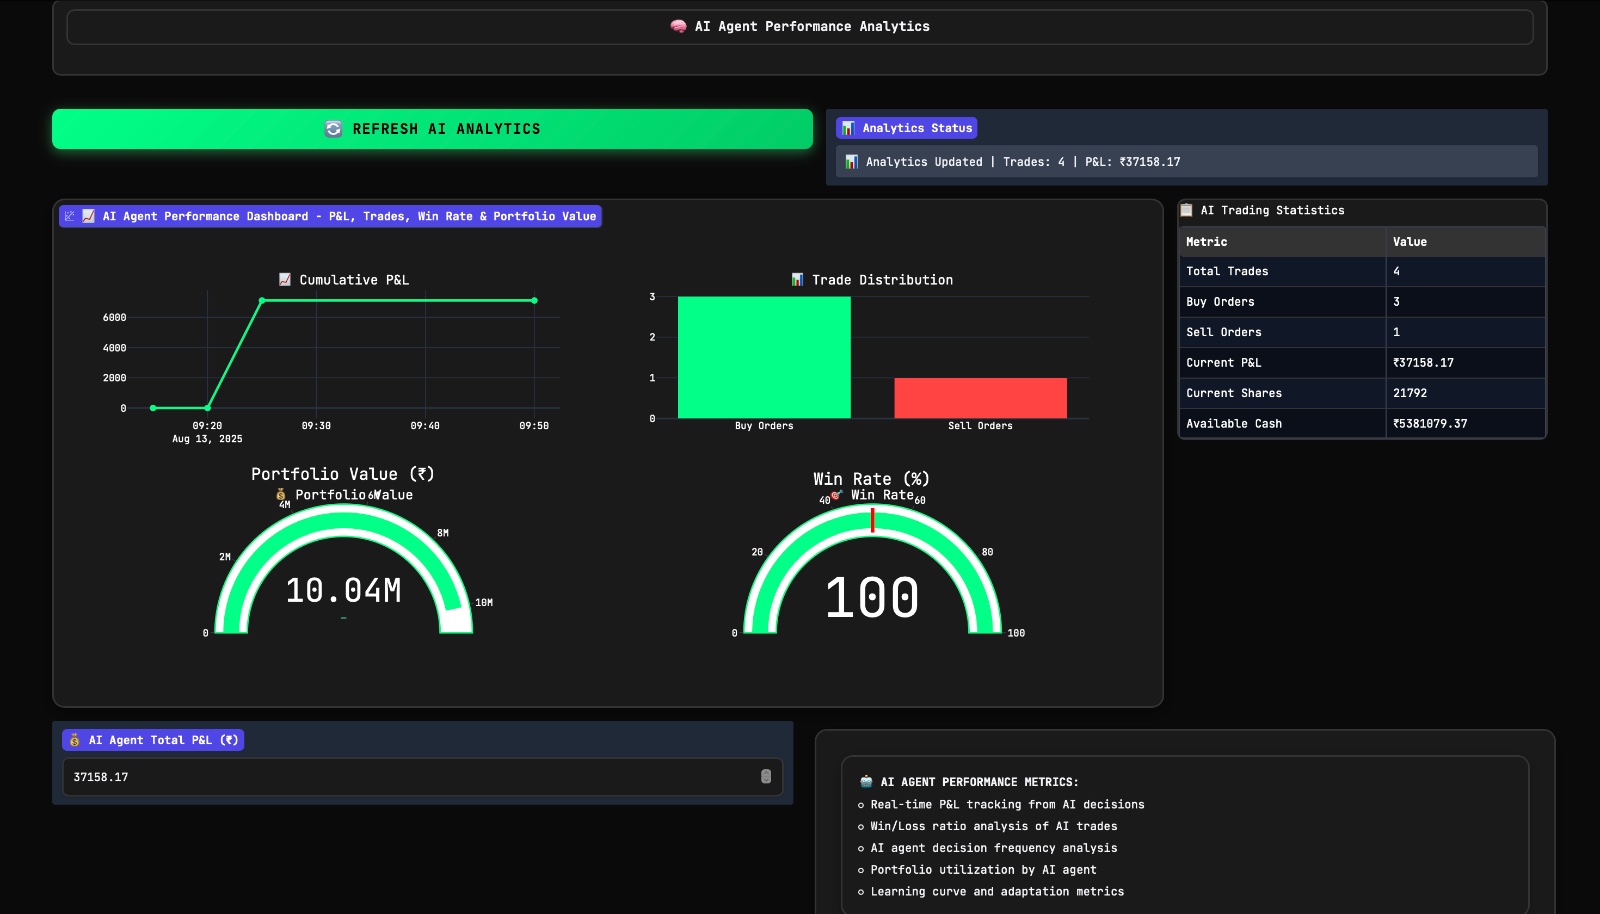 🧠 AI Agent Performance Analytics
🔄 REFRESH AI ANALYTICS
📊 Analytics Status
📊 Analytics Updated | Trades: 4 | P&L: ₹37158.17
📈 AI Agent Performance Dashboard - P&L, Trades, Win Rate & Portfolio Value
📈 Cumulative P&L
6000
4000
2000
0
09:20
09:30
09:40
09:50
Aug 13, 2025
📊 Trade Distribution
3
2
1
0
Buy Orders
Sell Orders
Portfolio Value (₹)
💰 Portfolio Value
0
2M
4M
6M
8M
10M
10.04M
–
Win Rate (%)
🎯 Win Rate
0
20
40
60
80
100
100
📋 AI Trading Statistics
Metric Value
Total Trades 4
Buy Orders 3
Sell Orders 1
Current P&L ₹37158.17
Current Shares 21792
Available Cash ₹5381079.37
💰 AI Agent Total P&L (₹)
37158.17
🤖 AI AGENT PERFORMANCE METRICS:
Real-time P&L tracking from AI decisions
Win/Loss ratio analysis of AI trades
AI agent decision frequency analysis
Portfolio utilization by AI agent
Learning curve and adaptation metrics